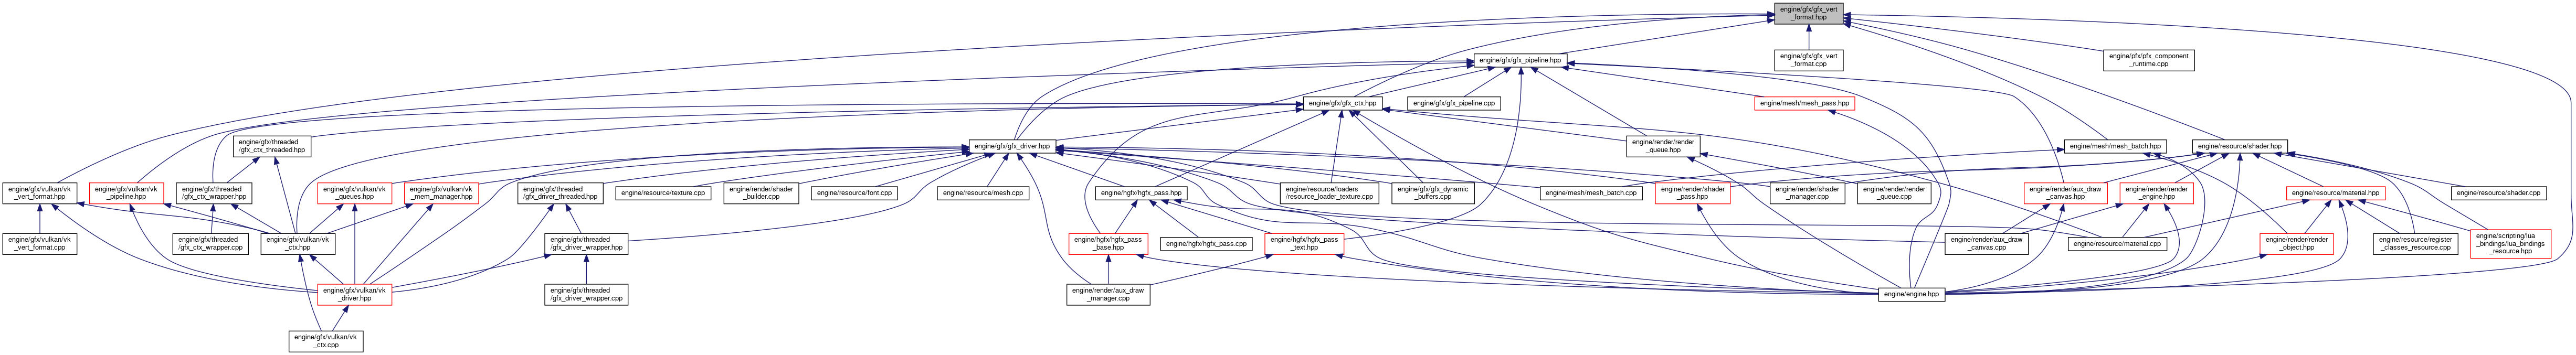 engine/gfx/gfx_vert
_format.hpp
engine/gfx/gfx_pipeline.hpp
engine/gfx/gfx_vert
_format.cpp
engine/pfx/pfx_component
_runtime.cpp
engine/gfx/gfx_ctx.hpp
engine/gfx/gfx_pipeline.cpp
engine/mesh/mesh_pass.hpp
engine/gfx/threaded
/gfx_ctx_threaded.hpp
engine/gfx/gfx_driver.hpp
engine/render/render
_queue.hpp
engine/mesh/mesh_batch.hpp
engine/resource/shader.hpp
engine/gfx/vulkan/vk
_vert_format.hpp
engine/gfx/vulkan/vk
_pipeline.hpp
engine/gfx/threaded
/gfx_ctx_wrapper.hpp
engine/gfx/vulkan/vk
_queues.hpp
engine/gfx/vulkan/vk
_mem_manager.hpp
engine/gfx/threaded
/gfx_driver_threaded.hpp
engine/resource/texture.cpp
engine/render/shader
_builder.cpp
engine/resource/font.cpp
engine/resource/mesh.cpp
engine/hgfx/hgfx_pass.hpp
engine/resource/loaders
/resource_loader_texture.cpp
engine/gfx/gfx_dynamic
_buffers.cpp
engine/mesh/mesh_batch.cpp
engine/render/shader
_pass.hpp
engine/render/shader
_manager.cpp
engine/render/render
_queue.cpp
engine/render/aux_draw
_canvas.hpp
engine/render/render
_engine.hpp
engine/resource/material.hpp
engine/resource/shader.cpp
engine/gfx/vulkan/vk
_vert_format.cpp
engine/gfx/threaded
/gfx_ctx_wrapper.cpp
engine/gfx/vulkan/vk
_ctx.hpp
engine/gfx/threaded
/gfx_driver_wrapper.hpp
engine/hgfx/hgfx_pass
_base.hpp
engine/hgfx/hgfx_pass.cpp
engine/hgfx/hgfx_pass
_text.hpp
engine/render/aux_draw
_canvas.cpp
engine/resource/material.cpp
engine/render/render
_object.hpp
engine/resource/register
_classes_resource.cpp
engine/scripting/lua
_bindings/lua_bindings
_resource.hpp
engine/gfx/vulkan/vk
_driver.hpp
engine/gfx/threaded
/gfx_driver_wrapper.cpp
engine/render/aux_draw
_manager.cpp
engine/engine.hpp
engine/gfx/vulkan/vk
_ctx.cpp